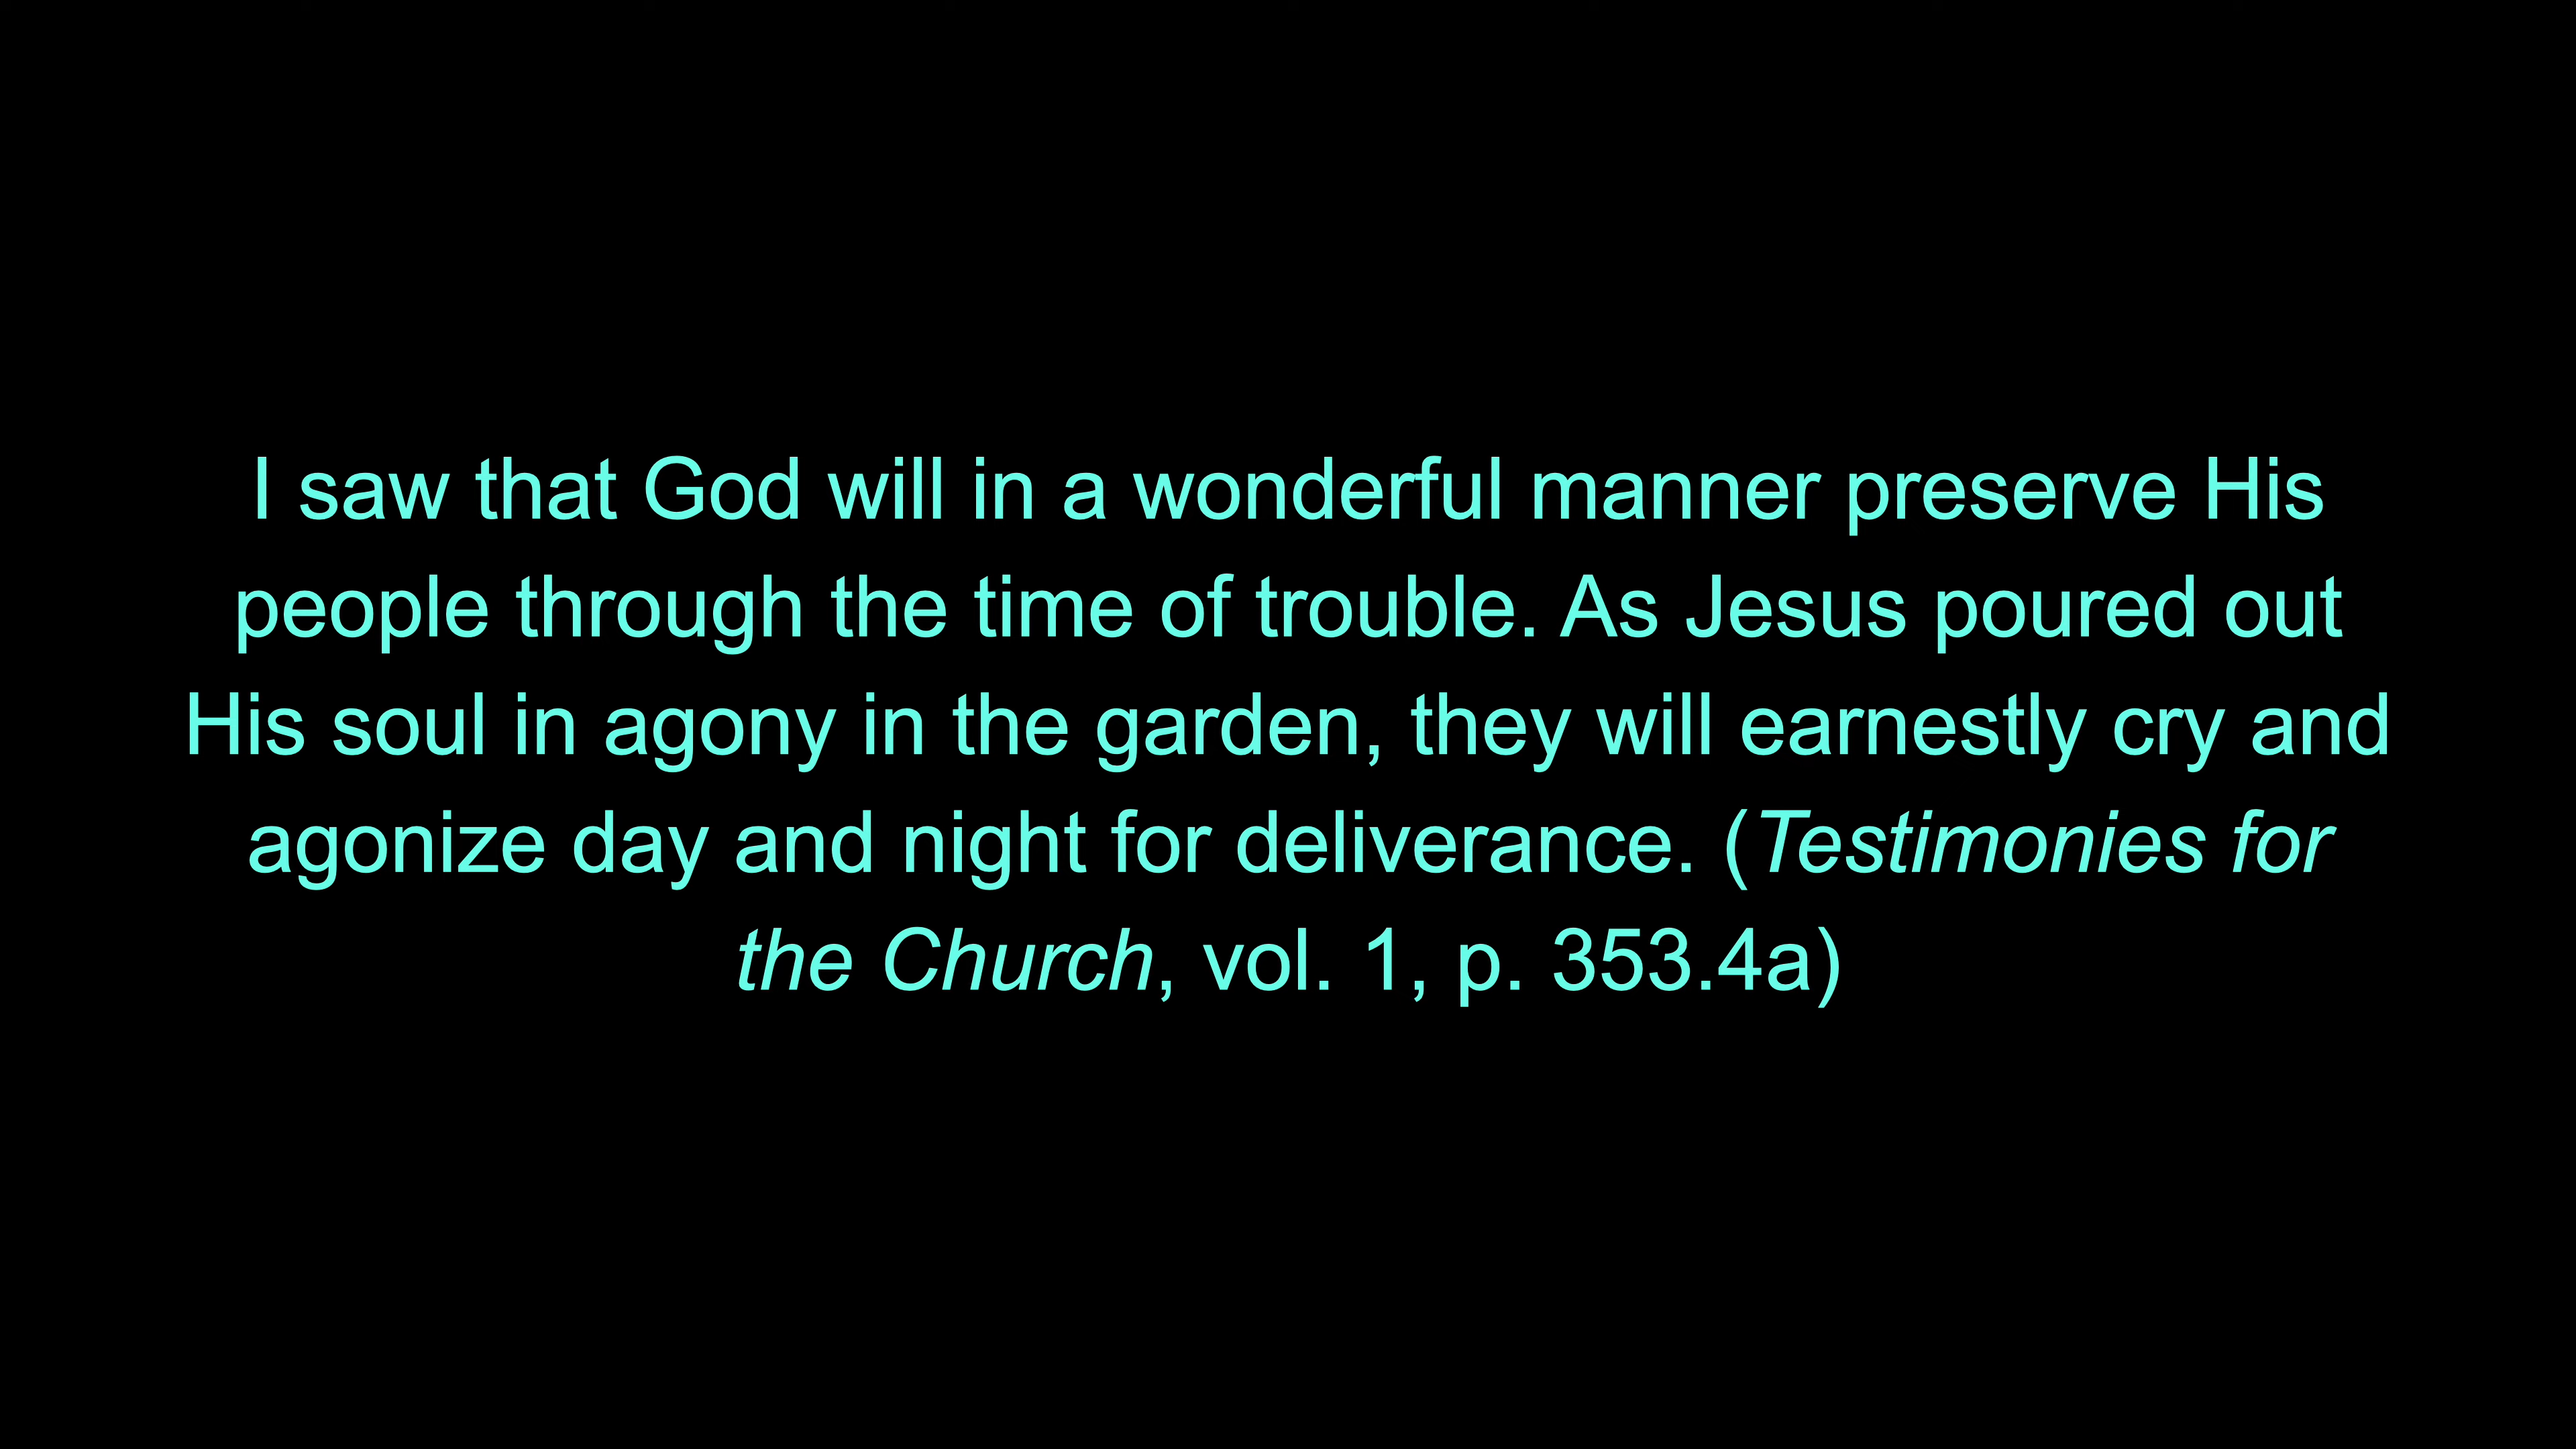 I saw that God will in a wonderful manner preserve His
people through the time of trouble. As Jesus poured out
His soul in agony in the garden, they will earnestly cry and
agonize day and night for deliverance. (Testimonies for
the Church, vol. 1, p. 353.4a)